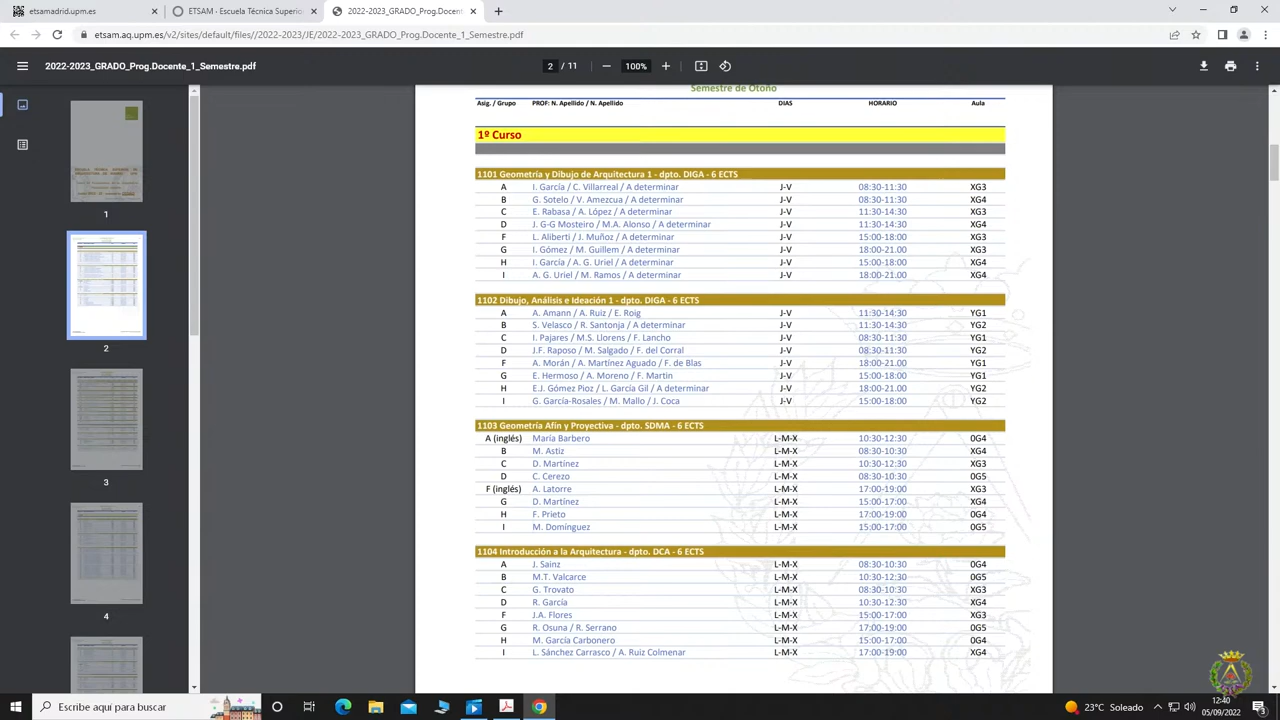 etsamadrid.upm.es
ETSAM - Escuela Técnica Superio
2022-2023_GRADO_Prog.Docent
etsam.aq.upm.es/v2/sites/default/files//2022-2023/JE/2022-2023_GRADO_Prog.Docente_1_Semestre.pdf
2022-2023_GRADO_Prog.Docente_1_Semestre.pdf
2 / 11
100%
Semestre de Otoño
Asig. / Grupo PROF: N. Apellido / N. Apellido DIAS HORARIO Aula
1º Curso
1101 Geometría y Dibujo de Arquitectura 1 - dpto. DIGA - 6 ECTS
A I. García / C. Villarreal / A determinar J-V 08:30-11:30 XG3
B G. Sotelo / V. Amezcua / A determinar J-V 08:30-11:30 XG4
C E. Rabasa / A. López / A determinar J-V 11:30-14:30 XG3
D J. G-G Mosteiro / M.A. Alonso / A determinar J-V 11:30-14:30 XG4
F L. Aliberti / J. Muñoz / A determinar J-V 15:00-18:00 XG3
G I. Gómez / M. Guillem / A determinar J-V 18:00-21.00 XG3
H I. García / A. G. Uriel / A determinar J-V 15:00-18:00 XG4
I A. G. Uriel / M. Ramos / A determinar J-V 18:00-21.00 XG4
1102 Dibujo, Análisis e Ideación 1 - dpto. DIGA - 6 ECTS
A A. Amann / A. Ruiz / E. Roig J-V 11:30-14:30 YG1
B S. Velasco / R. Santonja / A determinar J-V 11:30-14:30 YG2
C I. Pajares / M.S. Llorens / F. Lancho J-V 08:30-11:30 YG1
D J.F. Raposo / M. Salgado / F. del Corral J-V 08:30-11:30 YG2
F A. Morán / A. Martínez Aguado / F. de Blas J-V 18:00-21.00 YG1
G E. Hermoso / A. Moreno / F. Martin J-V 15:00-18:00 YG1
H E.J. Gómez Pioz / L. García Gil / A determinar J-V 18:00-21.00 YG2
I G. García-Rosales / M. Mallo / J. Coca J-V 15:00-18:00 YG2
1103 Geometría Afín y Proyectiva - dpto. SDMA - 6 ECTS
A (inglés) María Barbero L-M-X 10:30-12:30 0G4
B M. Astiz L-M-X 08:30-10:30 XG4
C D. Martínez L-M-X 10:30-12:30 XG3
D C. Cerezo L-M-X 08:30-10:30 0G5
F (inglés) A. Latorre L-M-X 17:00-19:00 XG3
G D. Martínez L-M-X 15:00-17:00 XG4
H F. Prieto L-M-X 17:00-19:00 0G4
I M. Domínguez L-M-X 15:00-17:00 0G5
1104 Introducción a la Arquitectura - dpto. DCA - 6 ECTS
A J. Sainz L-M-X 08:30-10:30 0G4
B M.T. Valcarce L-M-X 10:30-12:30 0G5
C G. Trovato L-M-X 08:30-10:30 XG3
D R. García L-M-X 10:30-12:30 XG4
F J.A. Flores L-M-X 15:00-17:00 XG3
G R. Osuna / R. Serrano L-M-X 17:00-19:00 0G5
H M. García Carbonero L-M-X 15:00-17:00 0G4
I L. Sánchez Carrasco / A. Ruiz Colmenar L-M-X 17:00-19:00 XG4
1
2
3
4
Escribe aquí para buscar
23°C Soleado
12:40
05/09/2022